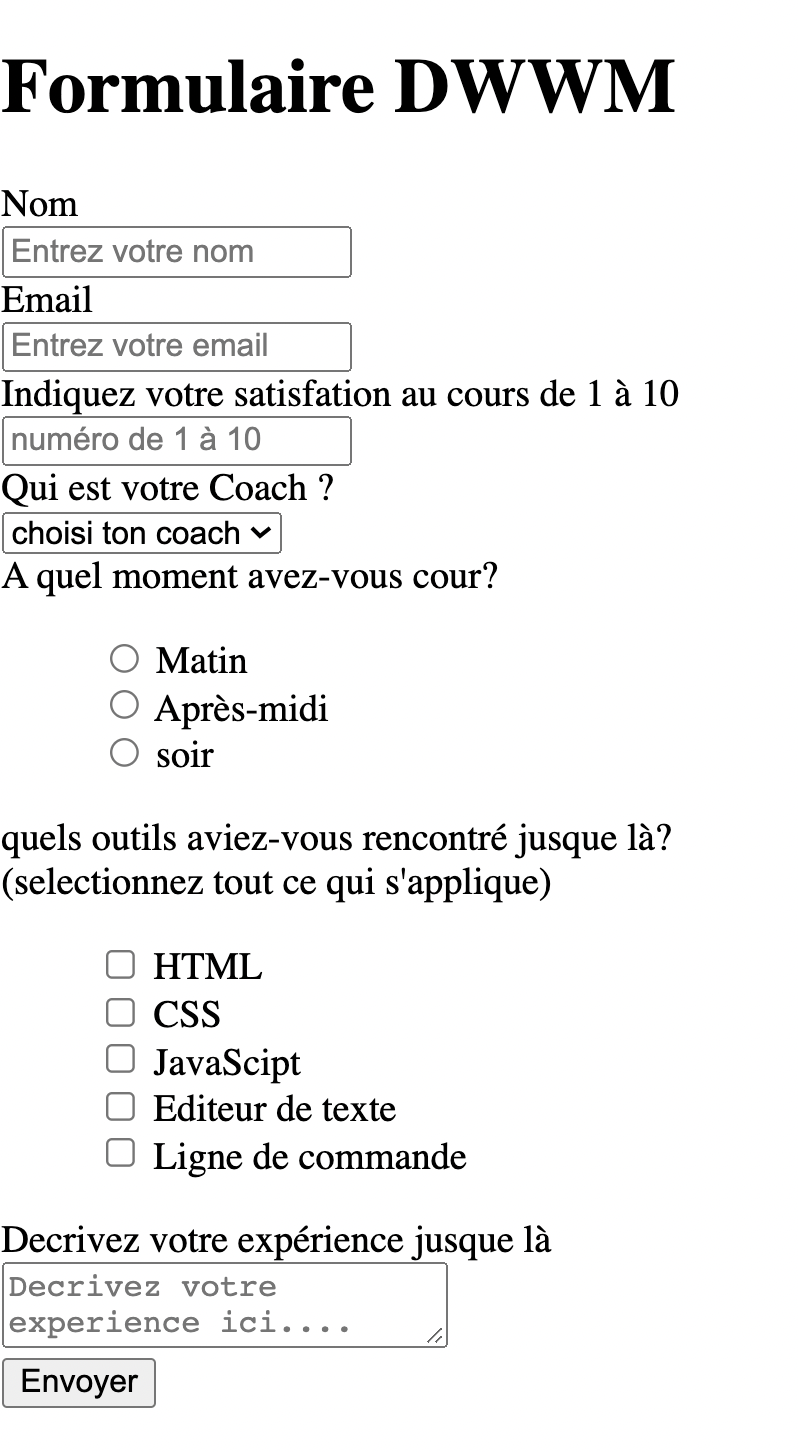 Formulaire DWWM
Nom
Entrez votre nom
Email
Entrez votre email
Indiquez votre satisfation au cours de 1 à 10
numéro de 1 à 10
Qui est votre Coach ?
choisi ton coach
A quel moment avez-vous cour?
Matin
Après-midi
soir
quels outils aviez-vous rencontré jusque là?
(selectionnez tout ce qui s'applique)
HTML
CSS
JavaScipt
Editeur de texte
Ligne de commande
Decrivez votre expérience jusque là
Decrivez votre
experience ici....
Envoyer